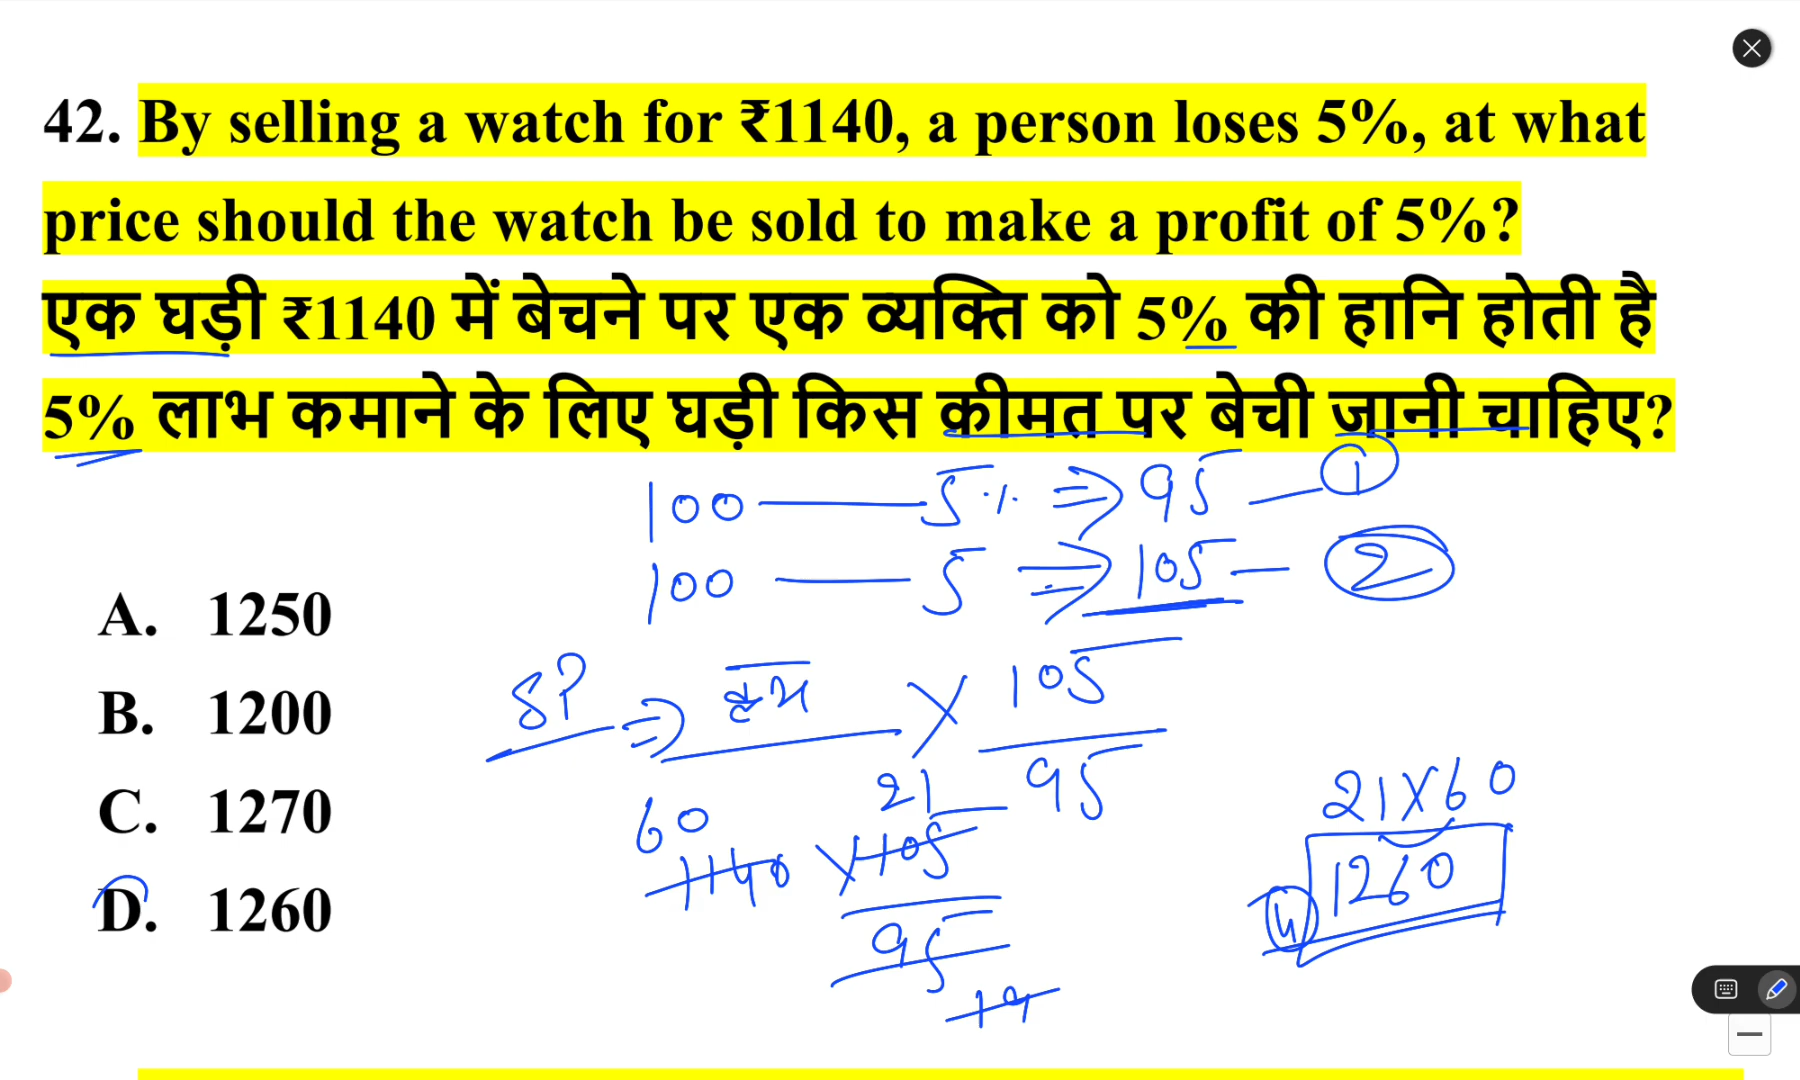 42. By selling a watch for ₹1140, a person loses 5%, at what
price should the watch be sold to make a profit of 5%?
एक घड़ी ₹1140 में बेचने पर एक व्यक्ति को 5% की हानि होती है
5% लाभ कमाने के लिए घड़ी किस कीमत पर बेची जानी चाहिए?
100 — 5% ⇒ 95 — 1
100 — 5 ⇒ 105 — 2
A. 1250
B. 1200
C. 1270
D. 1260
SP ⇒ × 105
95
60 21
1140 × 105
95
19
21×60
1260